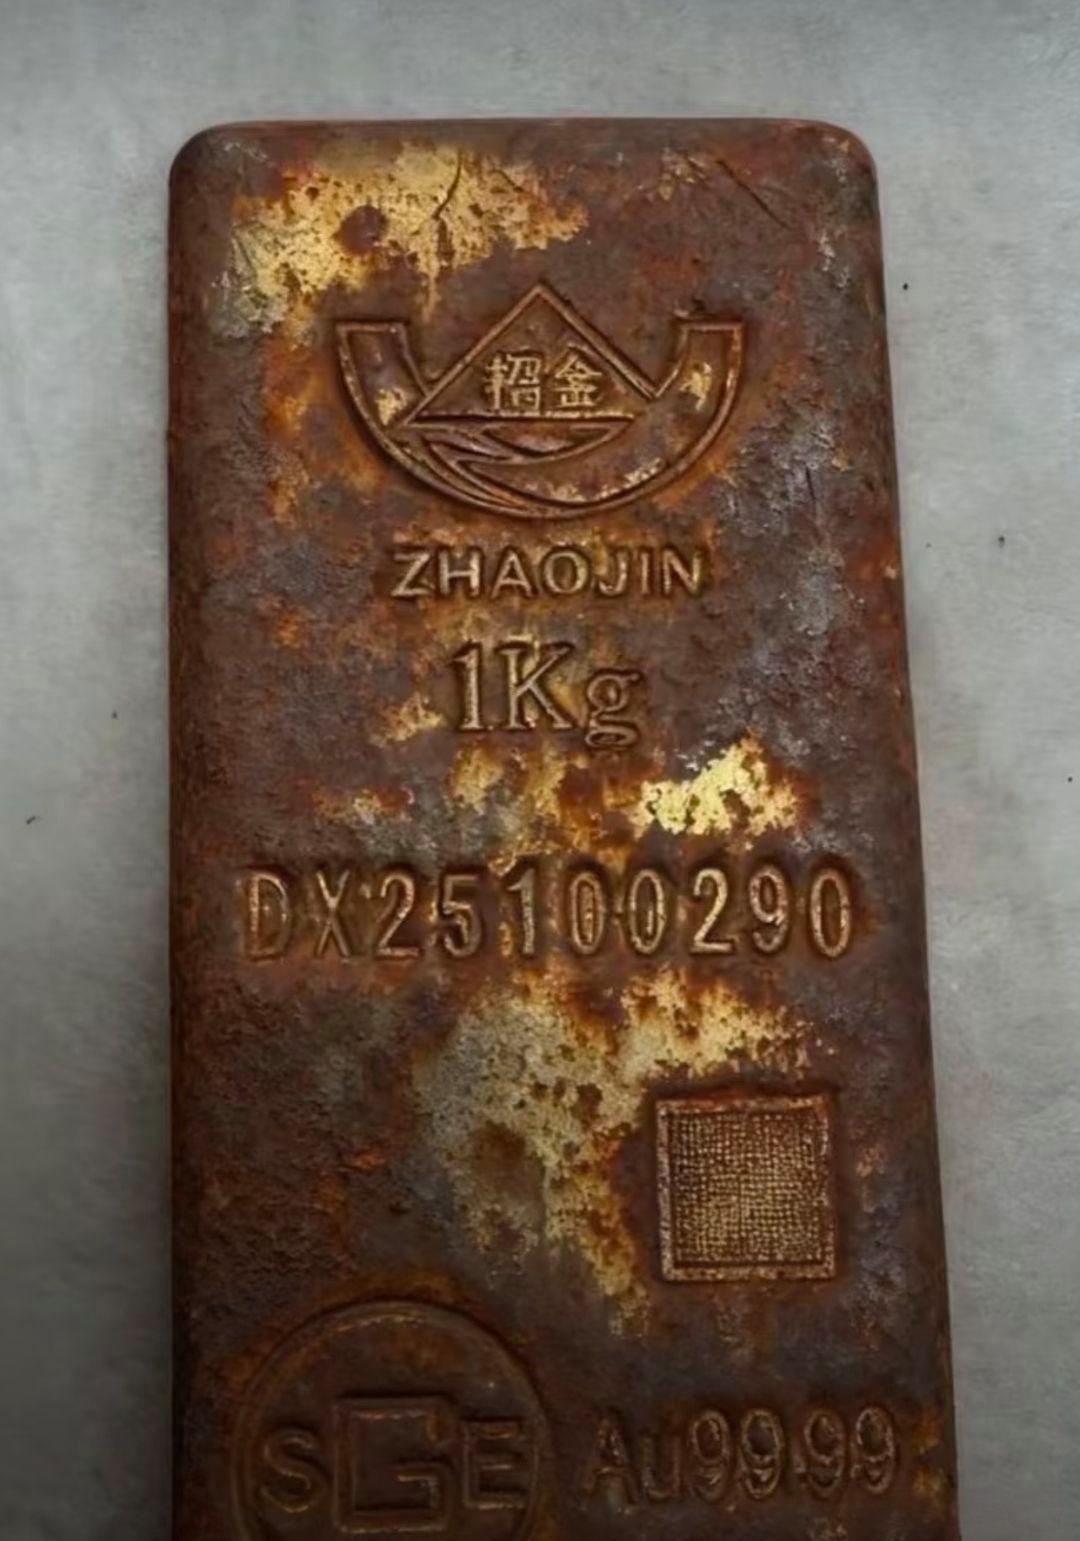 招金
ZHAOJIN
1Kg
DX25100290
SGE Au99.99